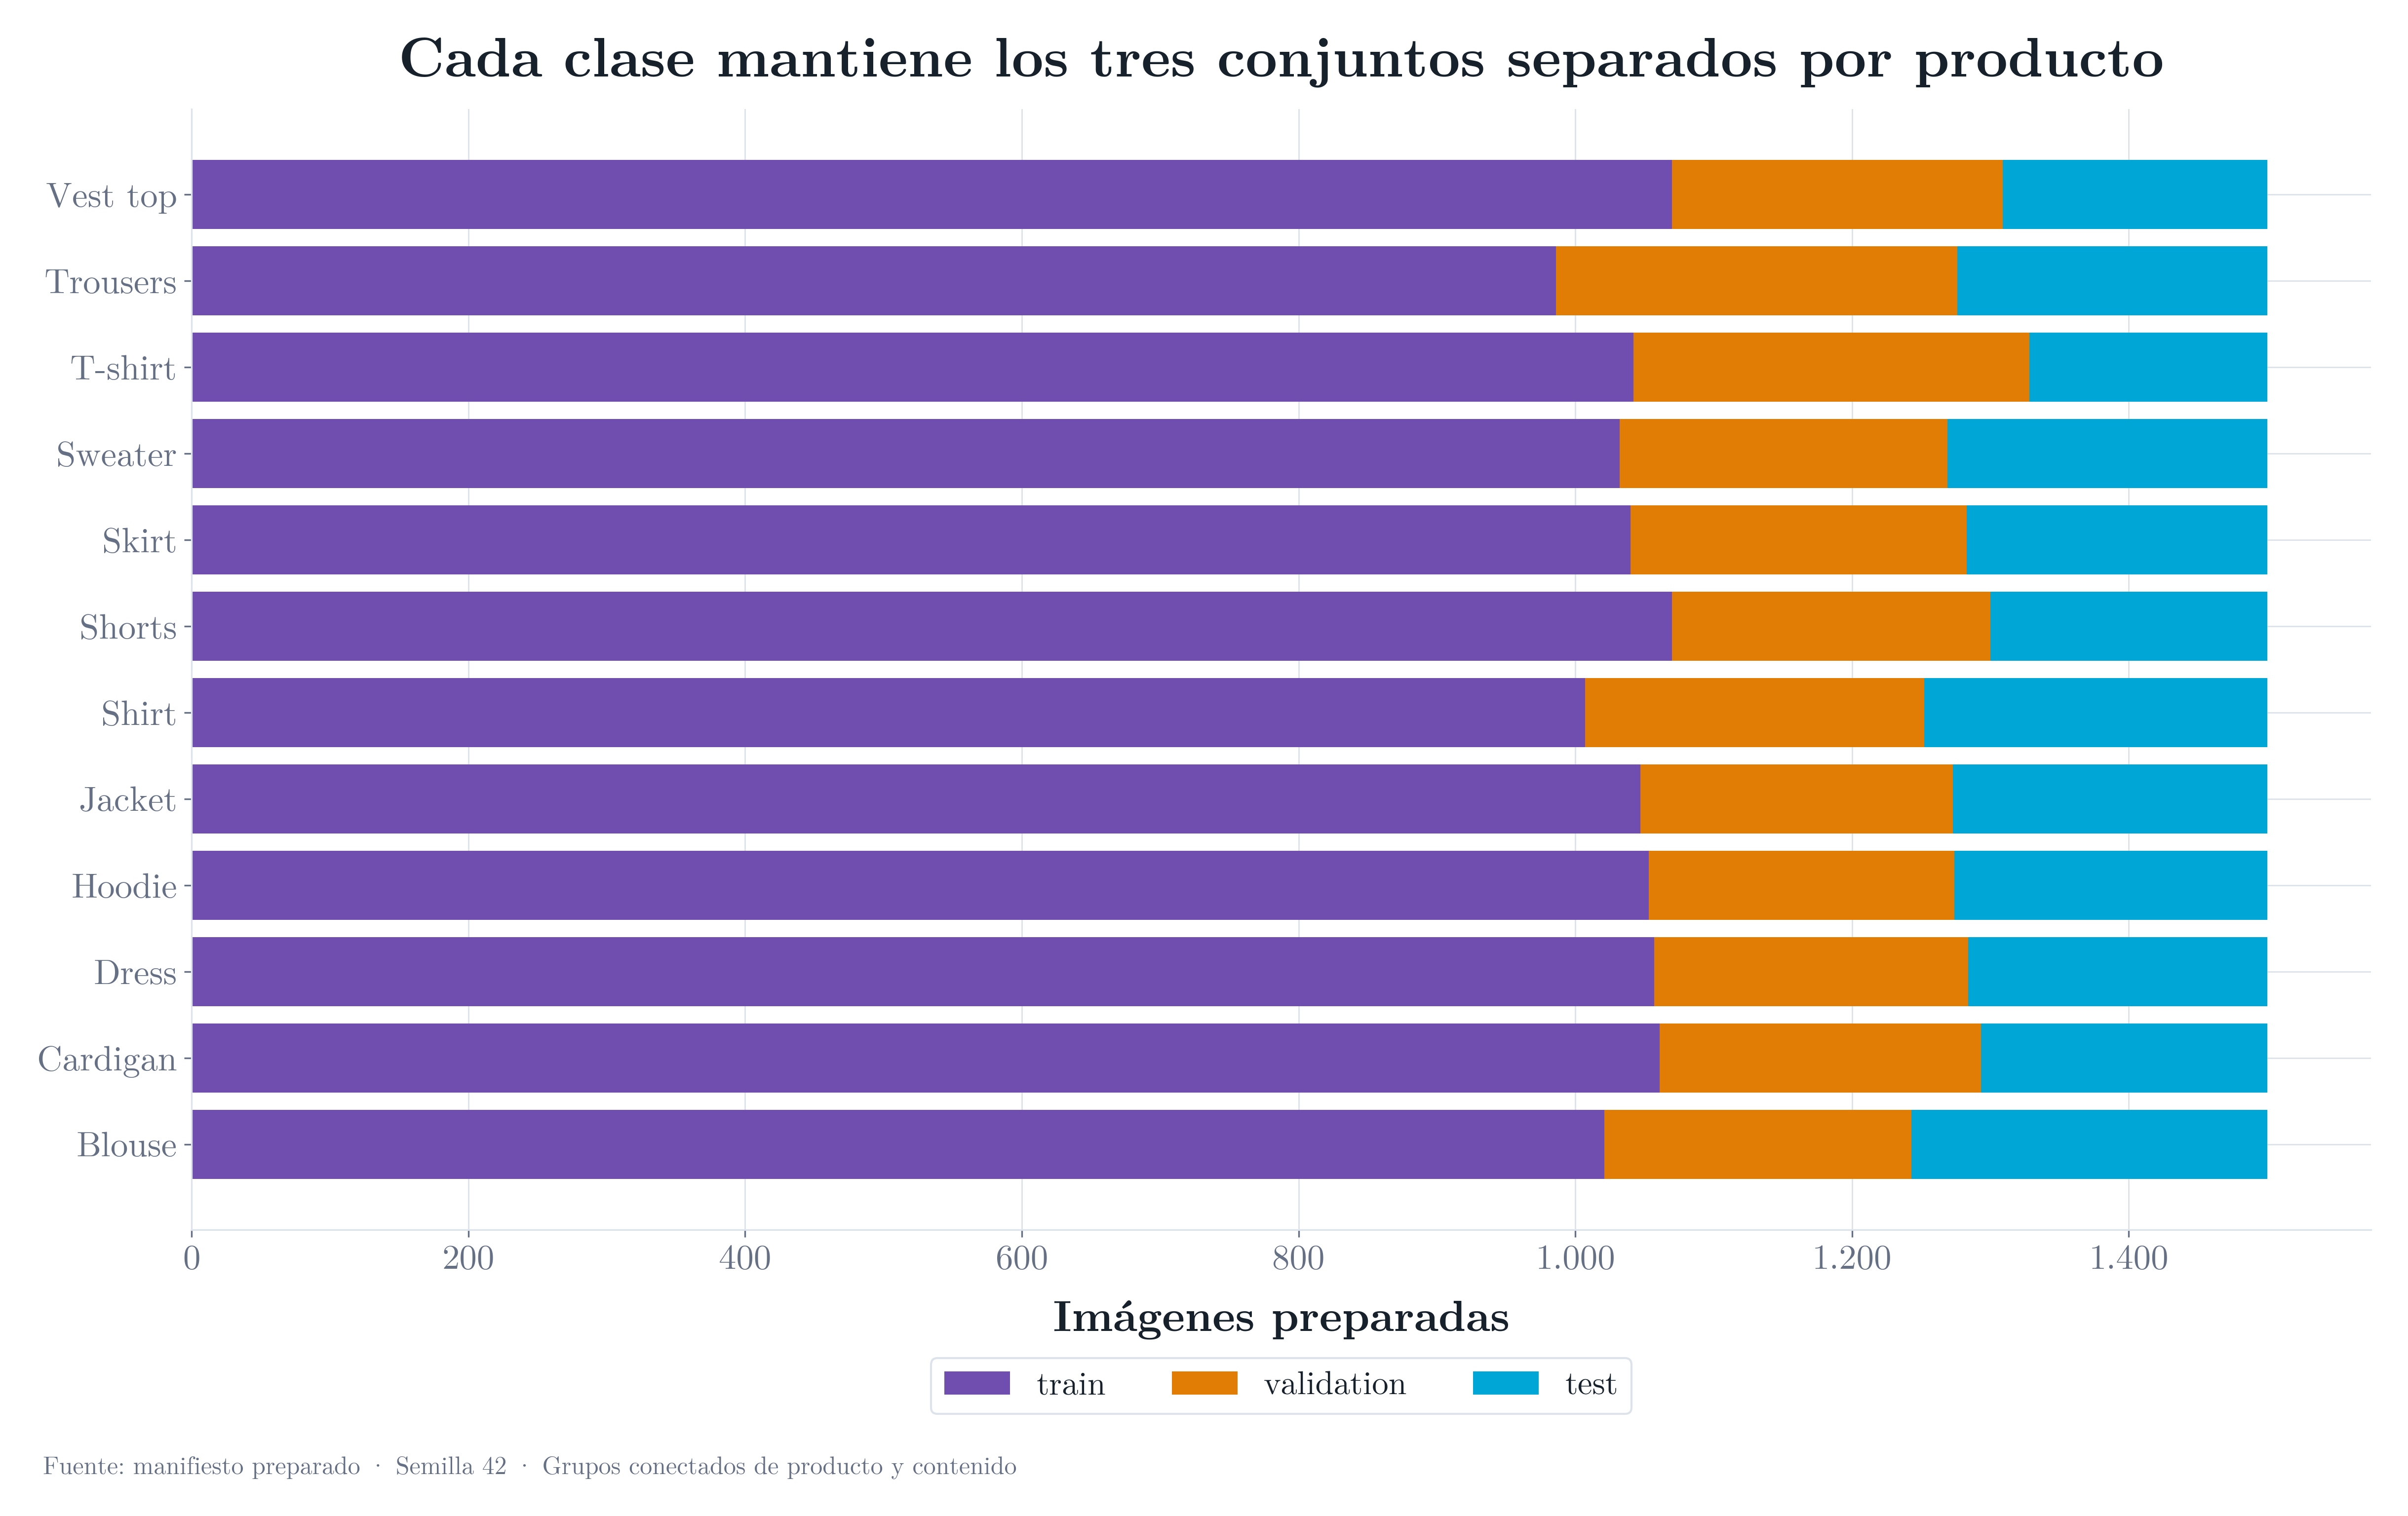 Cada clase mantiene los tres conjuntos separados por producto
Vest top
Trousers
T-shirt
Sweater
Skirt
Shorts
Shirt
Jacket
Hoodie
Dress
Cardigan
Blouse
0 200 400 600 800 1.000 1.200 1.400
Imágenes preparadas
train validation test
Fuente: manifiesto preparado · Semilla 42 · Grupos conectados de producto y contenido